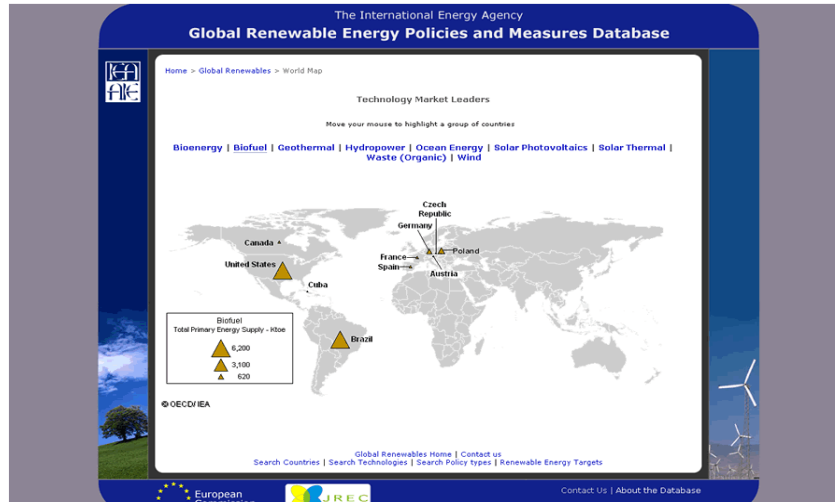 The International Energy Agency
Global Renewable Energy Policies and Measures Database
IEA
AIE
Home > Global Renewables > World Map
Technology Market Leaders
Move your mouse to highlight a group of countries
Bioenergy | Biofuel | Geothermal | Hydropower | Ocean Energy | Solar Photovoltaics | Solar Thermal |
Waste (Organic) | Wind
Czech
Republic
Germany
Canada
Poland
France
United States
Spain
Austria
Cuba
Biofuel
Total Primary Energy Supply - Ktoe
6,200
3,100
620
Brazil
© OECD/IEA
Global Renewables Home | Contact us
Search Countries | Search Technologies | Search Policy types | Renewable Energy Targets
European
Commission
JREC
Contact Us | About the Database